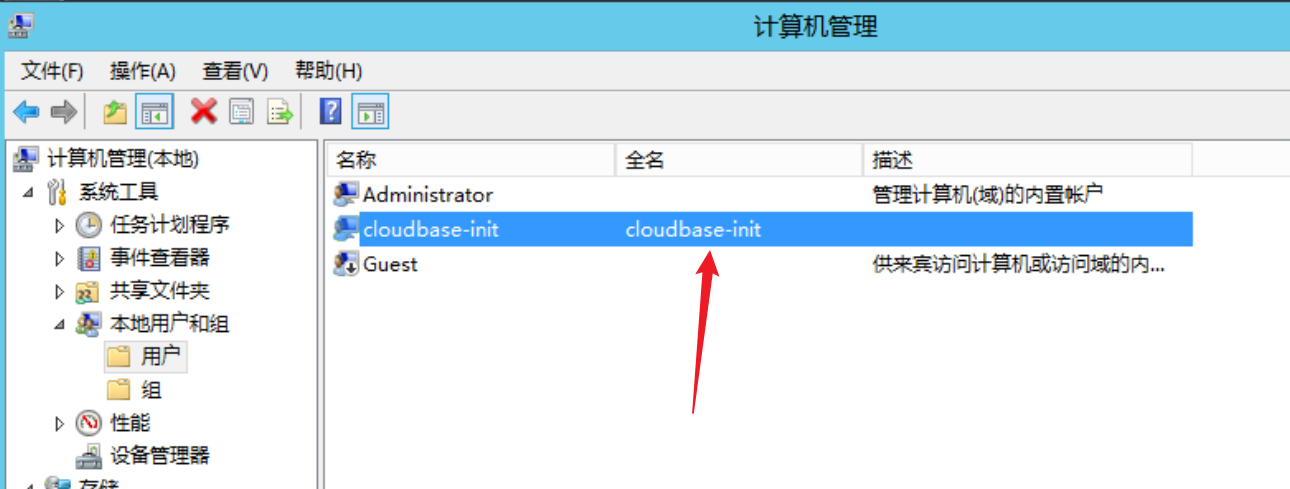 计算机管理
文件(F) 操作(A) 查看(V) 帮助(H)
计算机管理(本地)
系统工具
任务计划程序
事件查看器
共享文件夹
本地用户和组
用户
组
性能
设备管理器
存储
名称 全名 描述
Administrator 管理计算机(域)的内置帐户
cloudbase-init cloudbase-init
Guest 供来宾访问计算机或访问域的内...